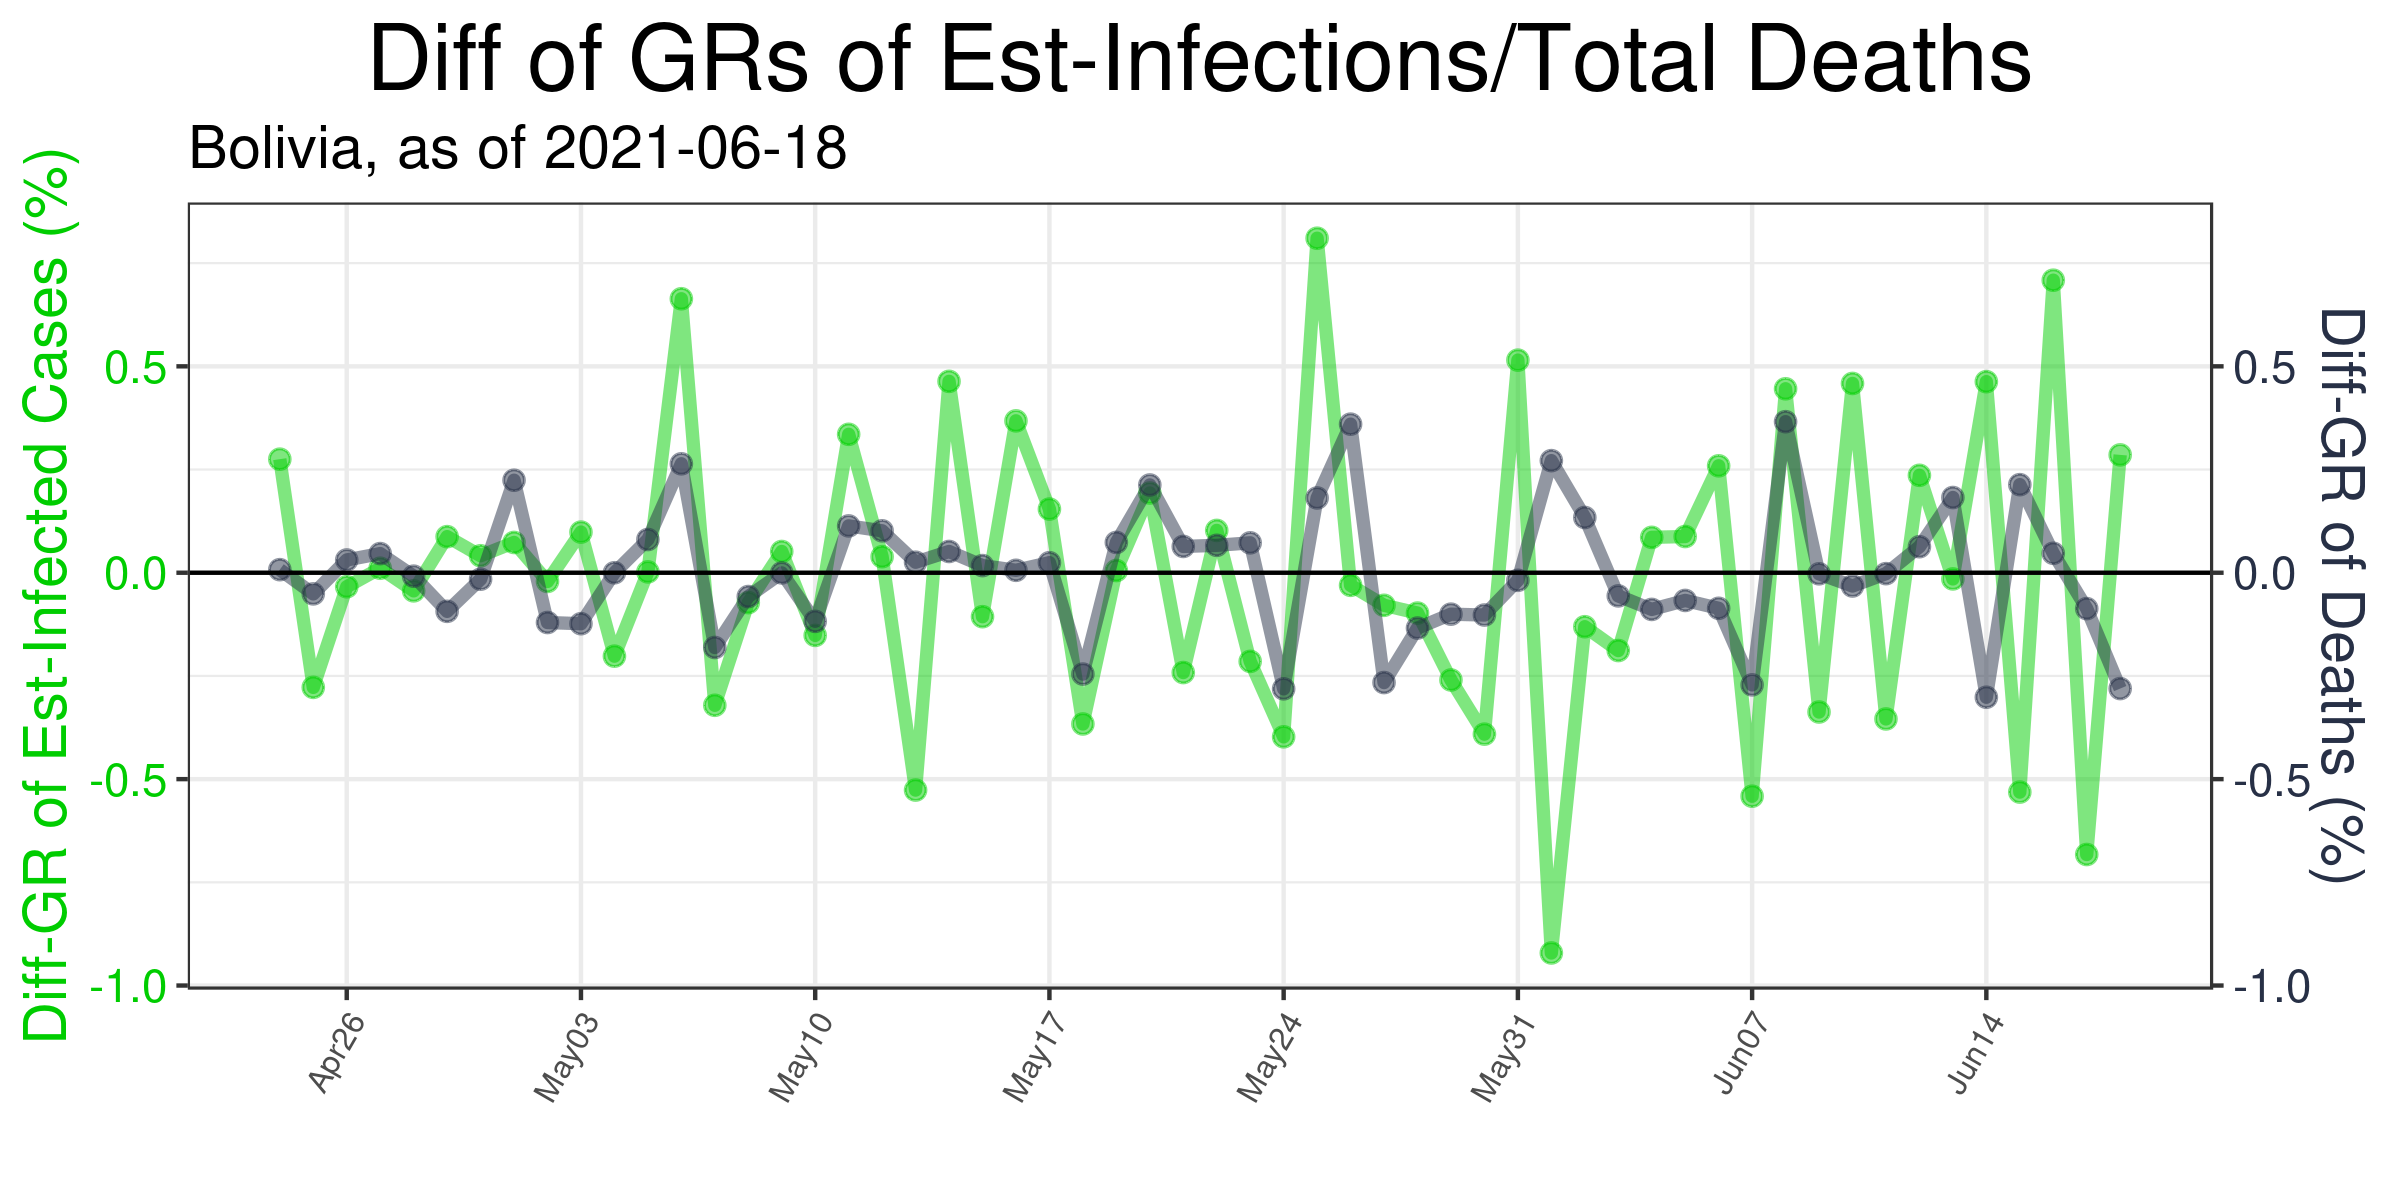 Diff of GRs of Est-Infections/Total Deaths
Bolivia, as of 2021-06-18
Diff-GR of Est-Infected Cases (%)
0.5
0.0
-0.5
-1.0
0.5
0.0
-0.5
-1.0
Diff-GR of Deaths (%)
Apr26
May03
May10
May17
May24
May31
Jun07
Jun14